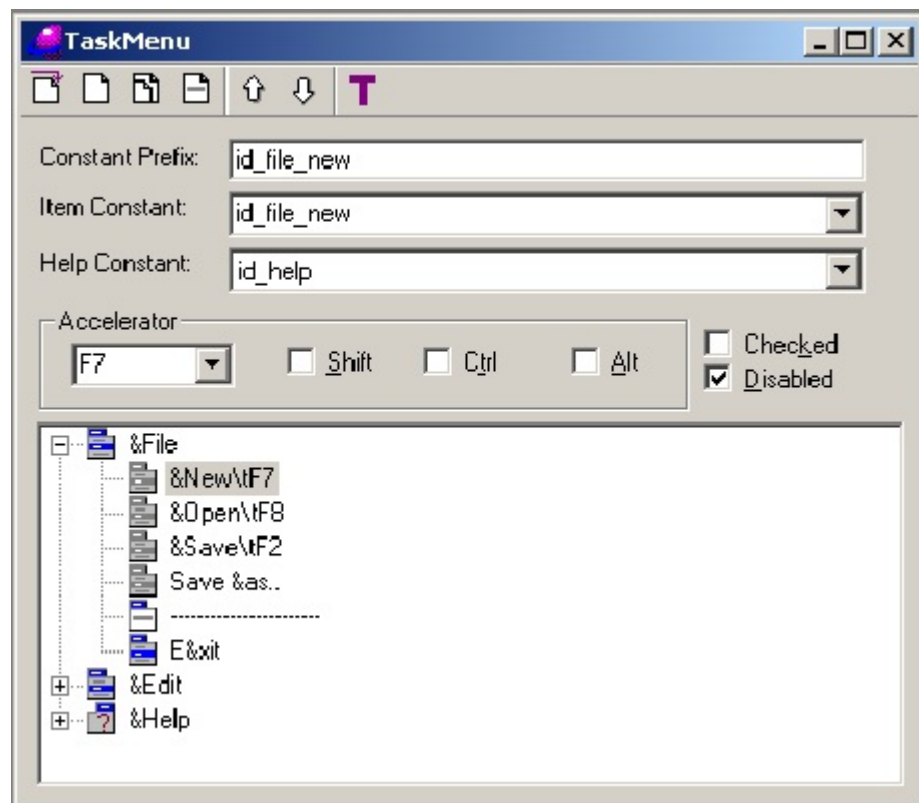 TaskMenu
T
Constant Prefix: id_file_new
Item Constant: id_file_new
Help Constant: id_help
Accelerator
F7 Shift Ctrl Alt
Checked
Disabled
&File
&New\tF7
&Open\tF8
&Save\tF2
Save &as..
----------------------
E&xit
&Edit
&Help